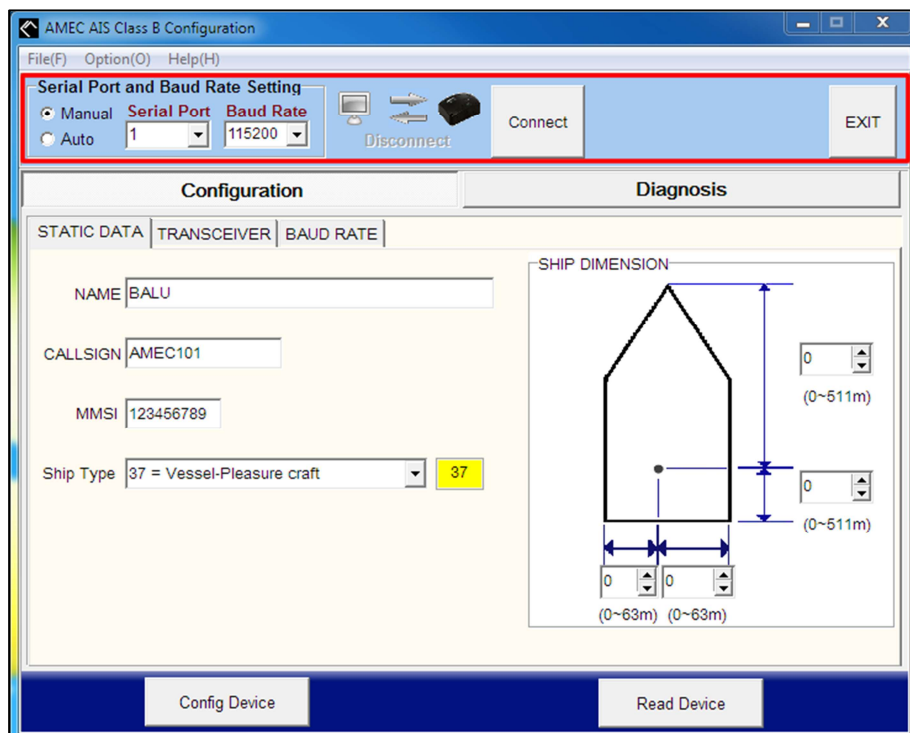 AMEC AIS Class B Configuration
File(F) Option(O) Help(H)
Serial Port and Baud Rate Setting
Manual Serial Port Baud Rate
Auto 1 115200
Disconnect
Connect
EXIT
Configuration Diagnosis
STATIC DATA TRANSCEIVER BAUD RATE
SHIP DIMENSION
NAME BALU
CALLSIGN AMEC101
0
(0~511m)
MMSI 123456789
Ship Type 37 = Vessel-Pleasure craft 37
0
(0~511m)
0 0
(0~63m) (0~63m)
Config Device Read Device